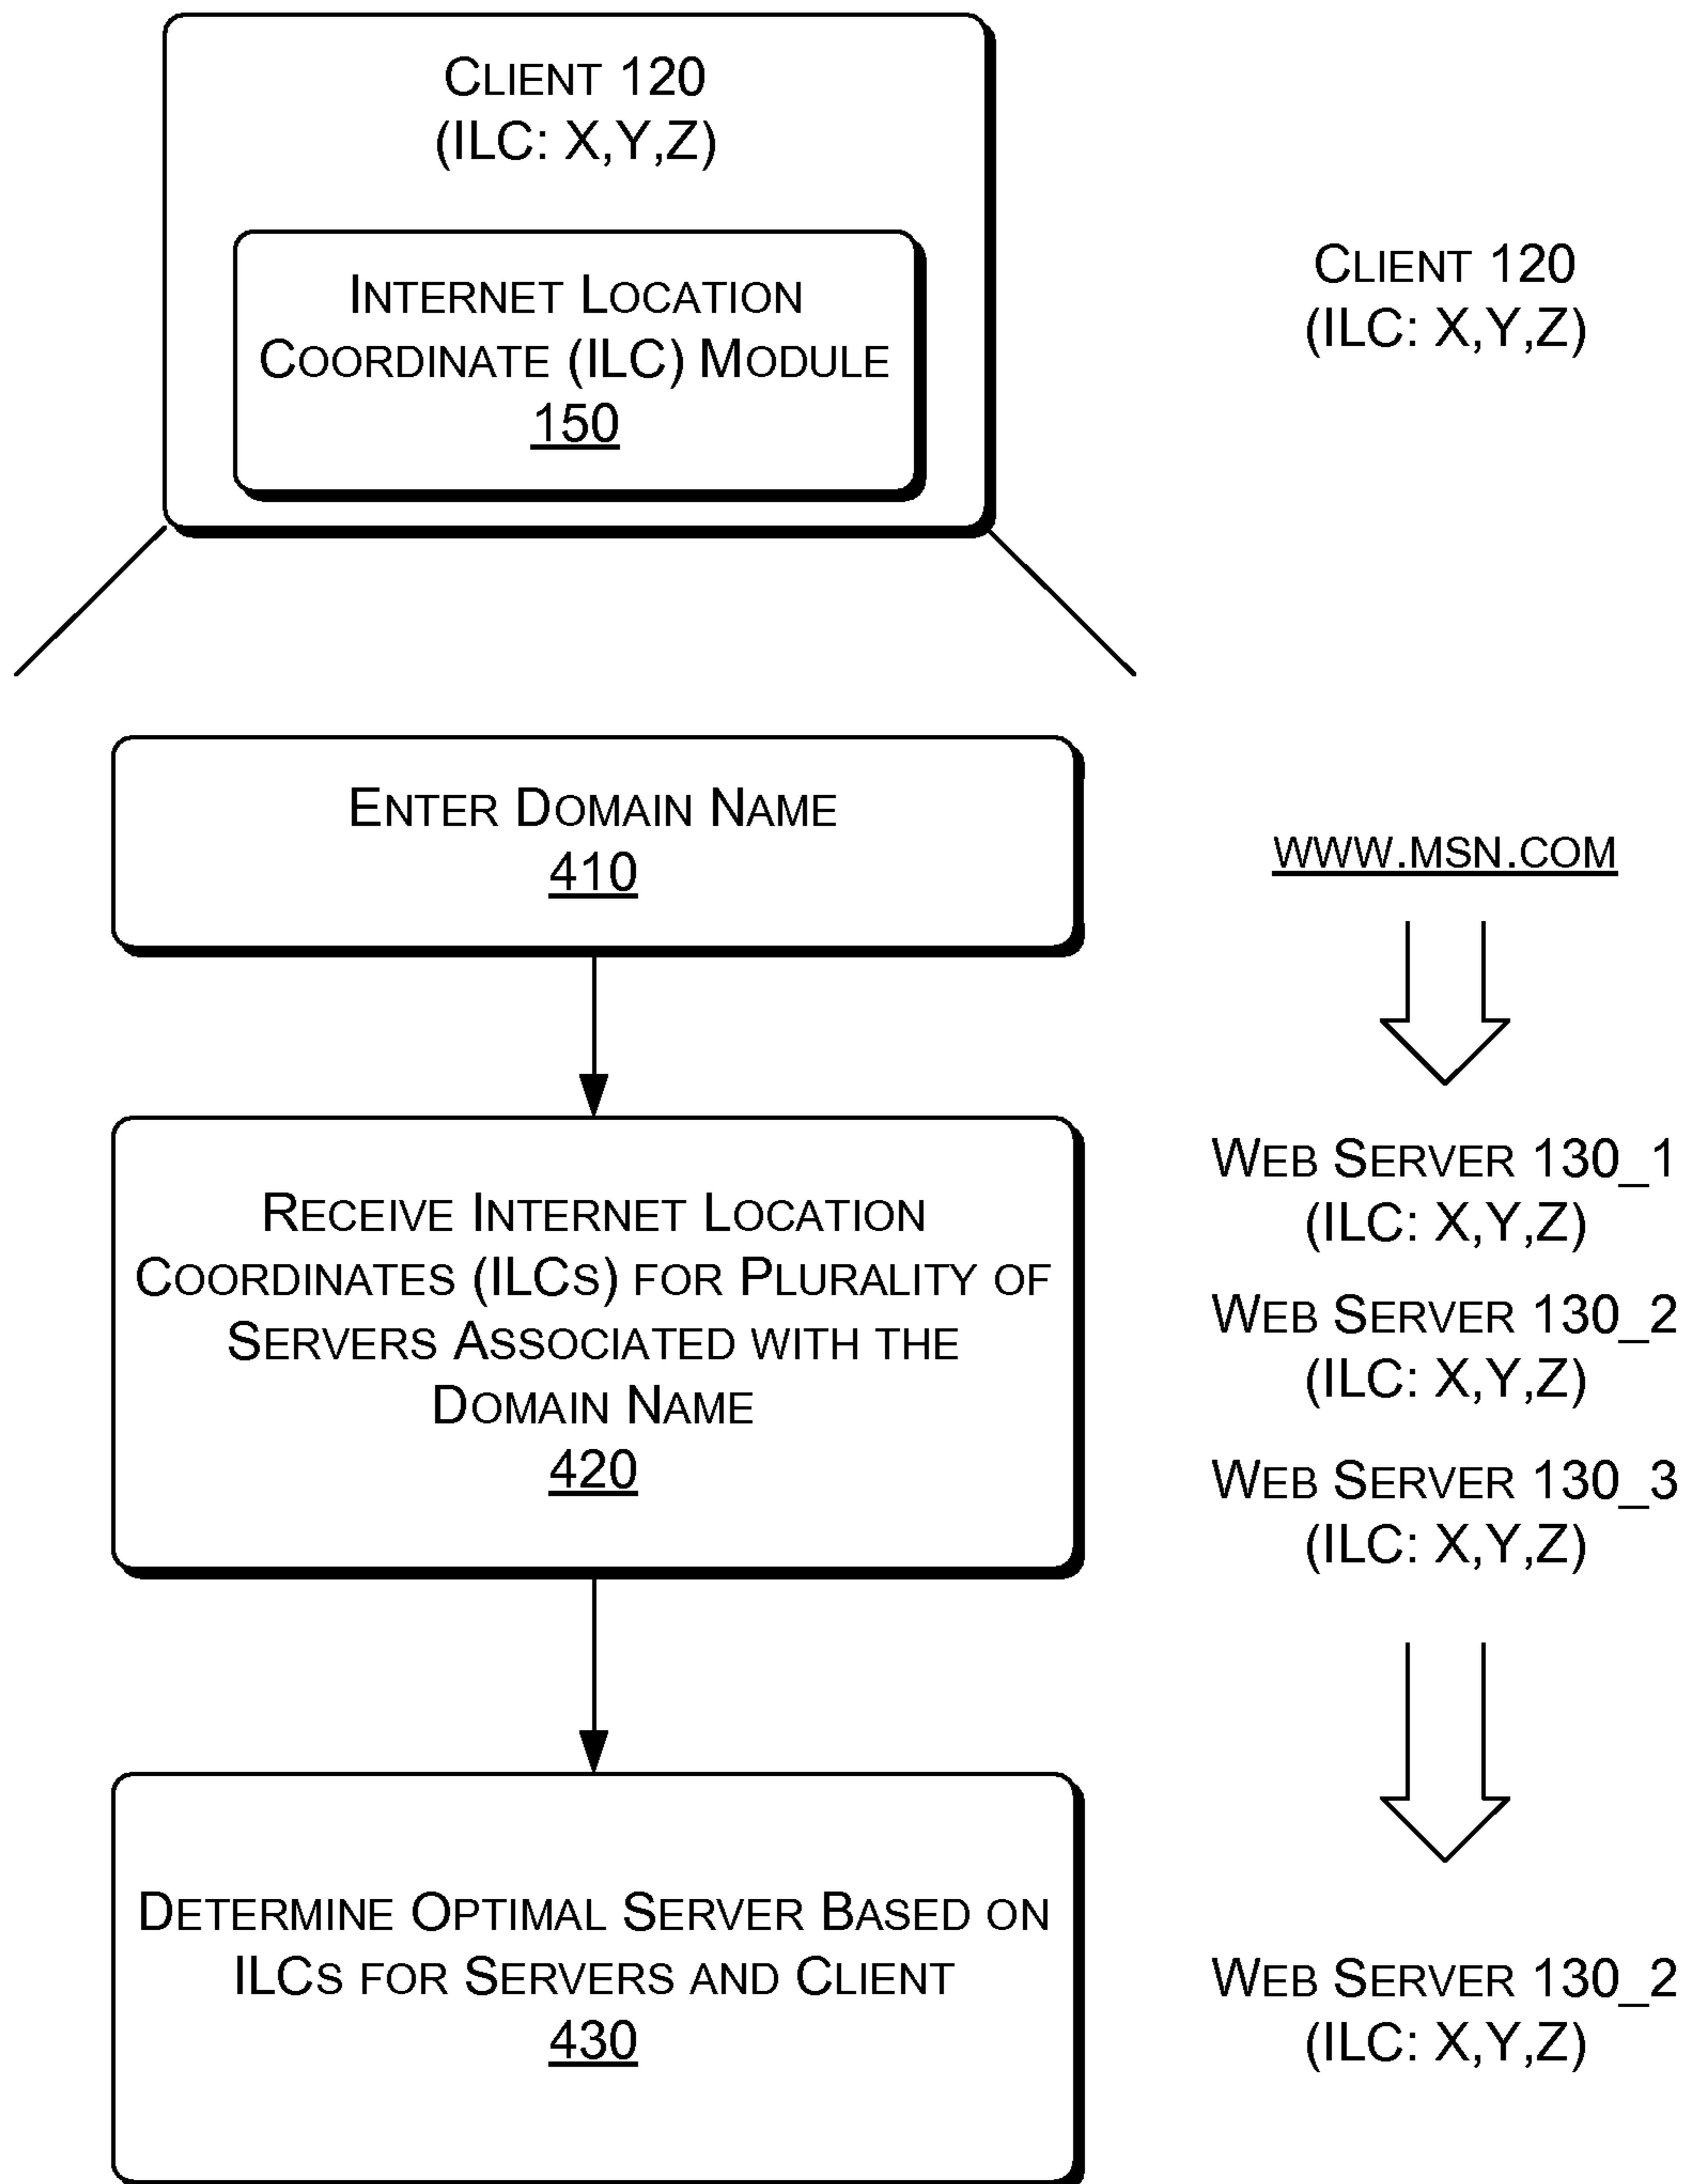 Client 120
(ILC: X,Y,Z)
Internet Location
Coordinate (ILC) Module
150
Client 120
(ILC: X,Y,Z)
Enter Domain Name
410
www.msn.com
Receive Internet Location
Coordinates (ILCs) for Plurality of
Servers Associated with the
Domain Name
420
Web Server 130_1
(ILC: X,Y,Z)
Web Server 130_2
(ILC: X,Y,Z)
Web Server 130_3
(ILC: X,Y,Z)
Determine Optimal Server Based on
ILCs for Servers and Client
430
Web Server 130_2
(ILC: X,Y,Z)